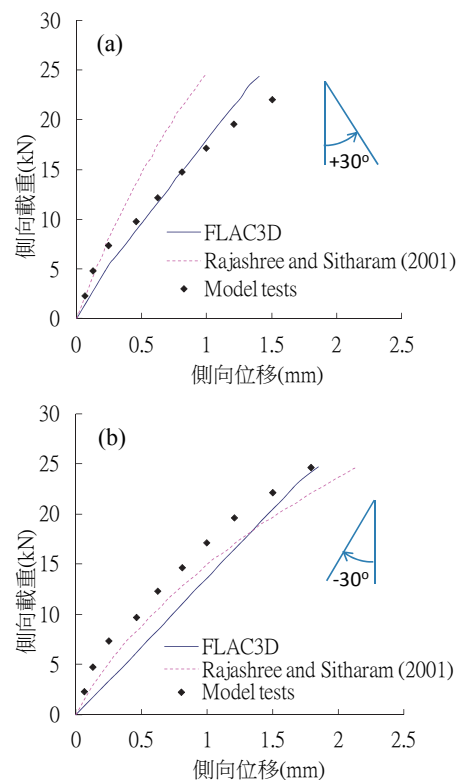 (a)
30
25
20
15
10
5
0
側向載重(kN)
+30°
FLAC3D
Rajashree and Sitharam (2001)
Model tests
0 0.5 1 1.5 2 2.5
側向位移(mm)
(b)
30
25
20
15
10
5
0
側向載重(kN)
-30°
FLAC3D
Rajashree and Sitharam (2001)
Model tests
0 0.5 1 1.5 2 2.5
側向位移(mm)